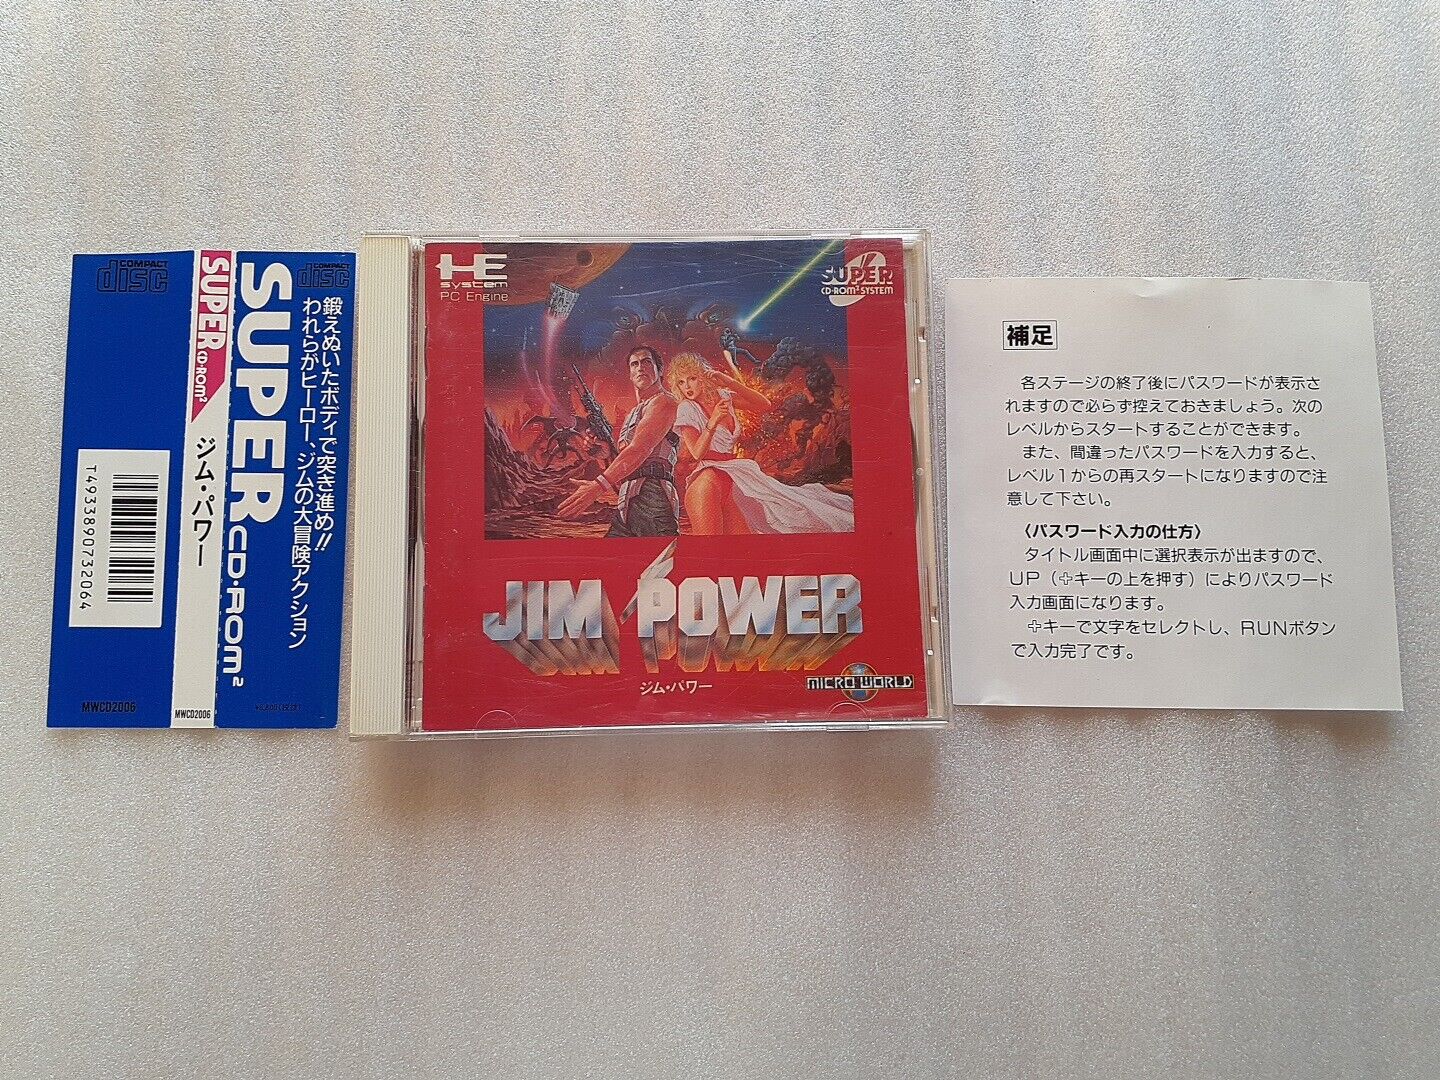 COMPACT
disc
T4933890732064
MWCD2006
SUPER CD-ROM²
ジム・パワー
MWCD2006
COMPACT
disc
SUPER CD-ROM²
鍛えぬいたボディで突き進め!!
われらがヒーロー、ジムの大冒険アクション
HE
system
PC Engine
SUPER
CD-ROM² SYSTEM
JIM POWER
ジム・パワー
MICRO WORLD
補足
各ステージの終了後にパスワードが表示さ
れますので必らず控えておきましょう。次の
レベルからスタートすることができます。
また、間違ったパスワードを入力すると、
レベル1からの再スタートになりますので注
意して下さい。
〈パスワード入力の仕方〉
タイトル画面中に選択表示が出ますので、
UP（✚キーの上を押す）によりパスワード
入力画面になります。
✚キーで文字をセレクトし、RUNボタン
で入力完了です。